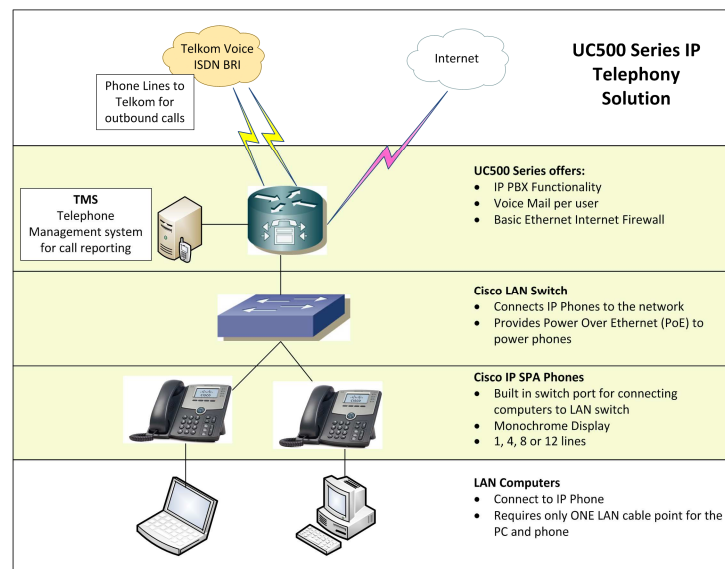 Telkom Voice
ISDN BRI
Internet
UC500 Series IP
Telephony
Solution
Phone Lines to
Telkom for
outbound calls
UC500 Series offers:
• IP PBX Functionality
• Voice Mail per user
• Basic Ethernet Internet Firewall
TMS
Telephone
Management system
for call reporting
Cisco LAN Switch
• Connects IP Phones to the network
• Provides Power Over Ethernet (PoE) to
power phones
Cisco IP SPA Phones
• Built in switch port for connecting
computers to LAN switch
• Monochrome Display
• 1, 4, 8 or 12 lines
LAN Computers
• Connect to IP Phone
• Requires only ONE LAN cable point for the
PC and phone